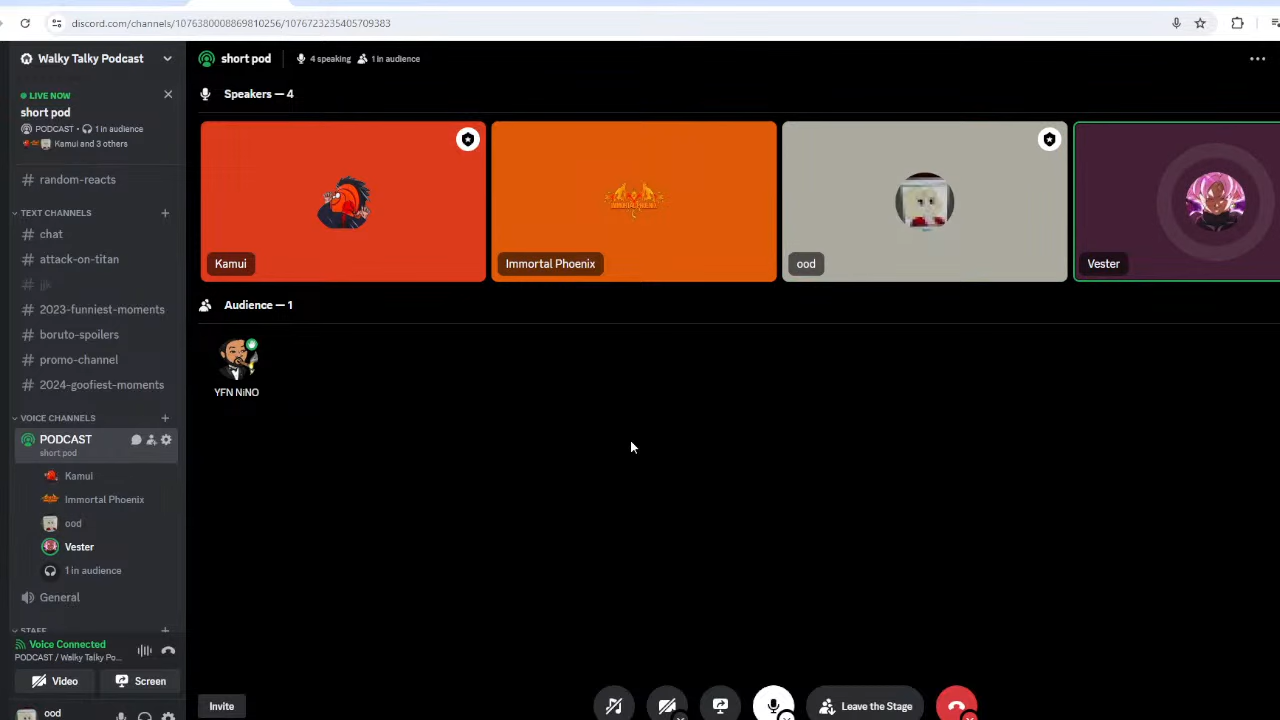 discord.com/channels/1076380008869810256/1076723235405709383
Walky Talky Podcast
LIVE NOW
short pod
PODCAST • 1 in audience
Kamui and 3 others
# random-reacts
TEXT CHANNELS +
# chat
# attack-on-titan
# jjk
# 2023-funniest-moments
# boruto-spoilers
# promo-channel
# 2024-goofiest-moments
VOICE CHANNELS +
PODCAST
short pod
Kamui
Immortal Phoenix
ood
Vester
1 in audience
General
STAFF +
Voice Connected
PODCAST / Walky Talky Po...
Video Screen
ood
short pod 4 speaking 1 in audience
Speakers — 4
Kamui
Immortal Phoenix
ood
Vester
Audience — 1
YFN NiNO
Invite
Leave the Stage